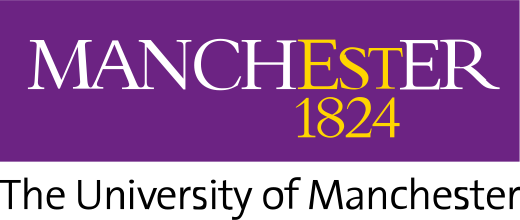 MANCHESTER
1824
The University of Manchester